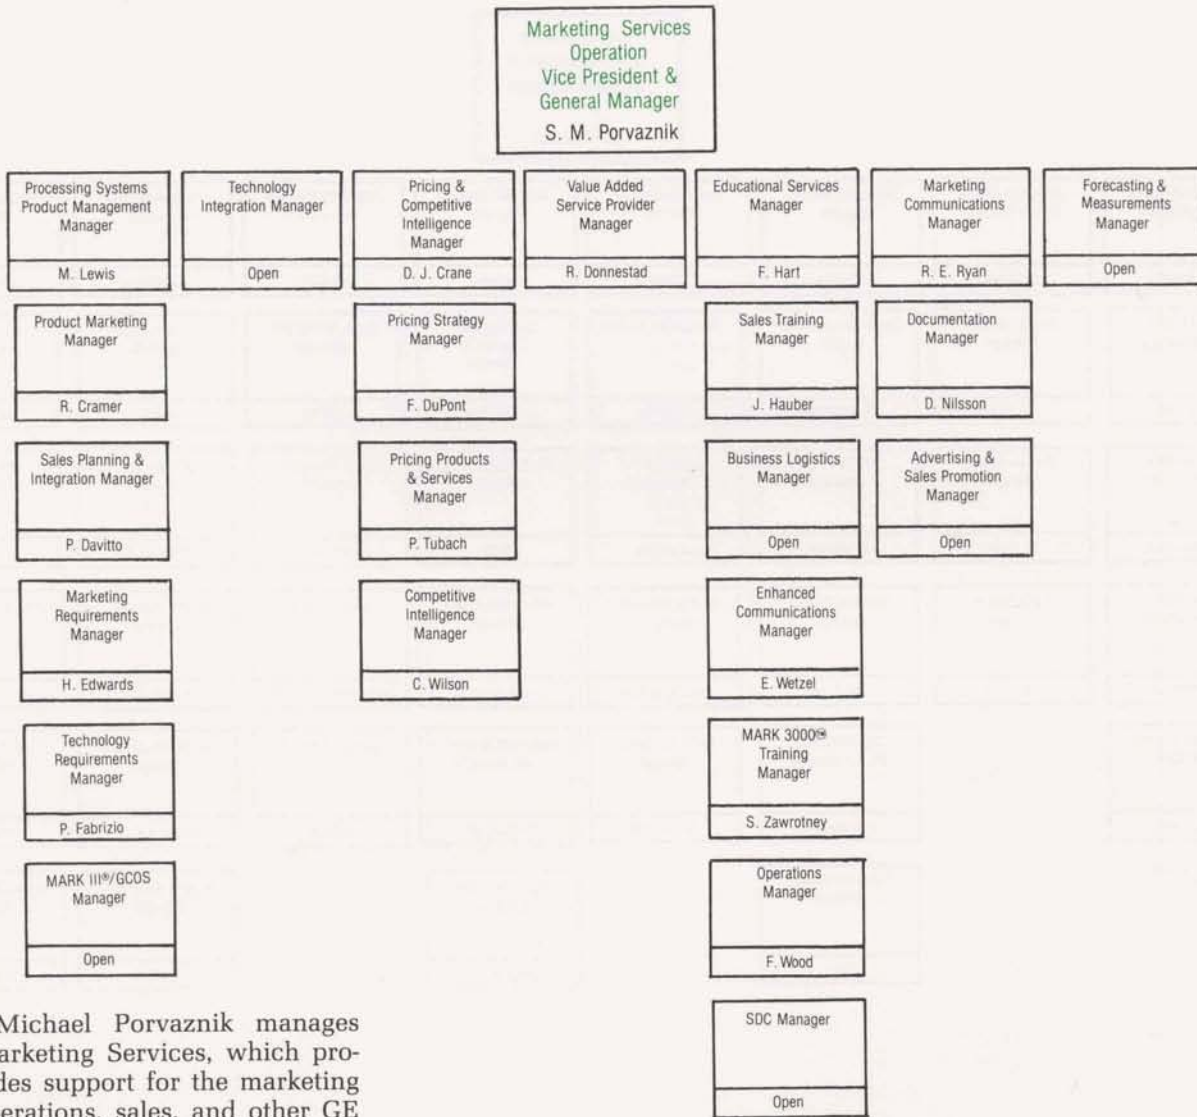 Marketing Services
Operation
Vice President &
General Manager
S. M. Porvaznik
Processing Systems
Product Management
Manager
M. Lewis
Technology
Integration Manager
Open
Pricing &
Competitive
Intelligence
Manager
D. J. Crane
Value Added
Service Provider
Manager
R. Donnestad
Educational Services
Manager
F. Hart
Marketing
Communications
Manager
R. E. Ryan
Forecasting &
Measurements
Manager
Open
Product Marketing
Manager
R. Cramer
Pricing Strategy
Manager
F. DuPont
Sales Training
Manager
J. Hauber
Documentation
Manager
D. Nilsson
Sales Planning &
Integration Manager
P. Davitto
Pricing Products
& Services
Manager
P. Tubach
Business Logistics
Manager
Open
Advertising &
Sales Promotion
Manager
Open
Marketing
Requirements
Manager
H. Edwards
Competitive
Intelligence
Manager
C. Wilson
Enhanced
Communications
Manager
E. Wetzel
Technology
Requirements
Manager
P. Fabrizio
MARK 3000℠
Training
Manager
S. Zawrotney
MARK III®/GCOS
Manager
Open
Operations
Manager
F. Wood
SDC Manager
Open
Michael Porvaznik manages
arketing Services, which pro-
des support for the marketing
erations, sales, and other GE